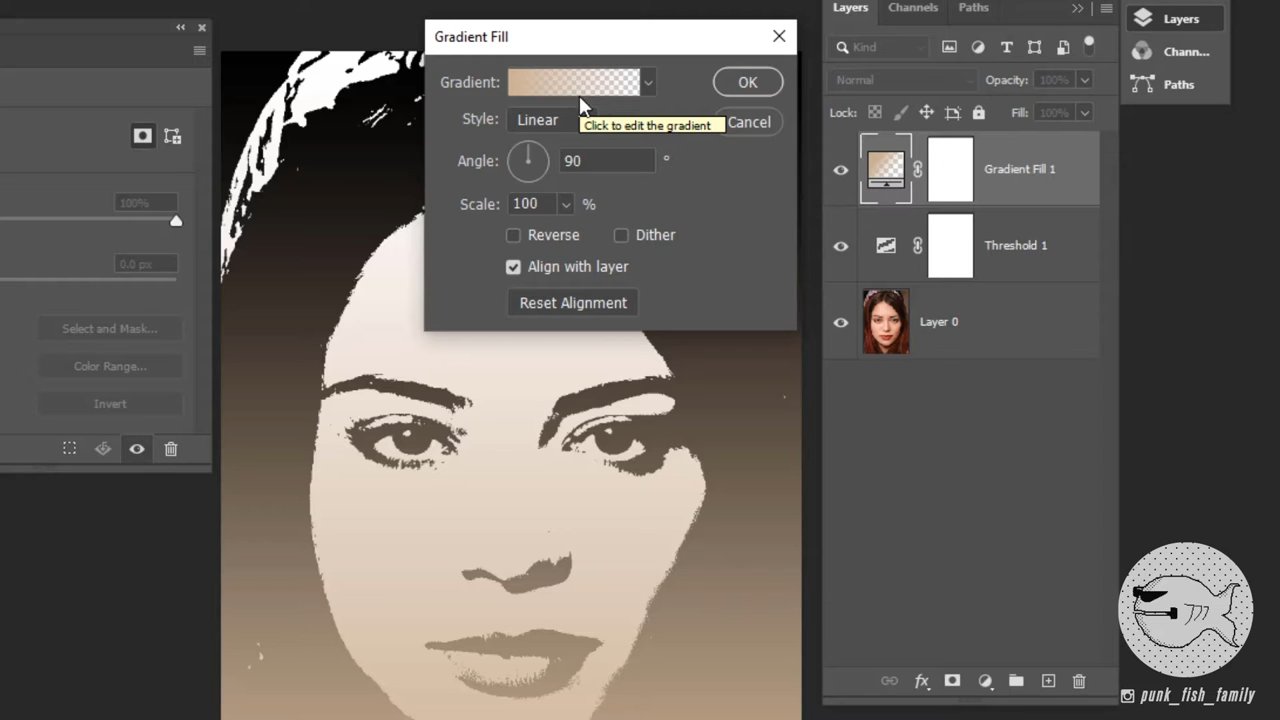 Gradient Fill
Gradient:
OK
Style: Linear
Click to edit the gradient
Cancel
Angle: 90 °
Scale: 100 %
Reverse
Dither
Align with layer
Reset Alignment
100%
0.0 px
Select and Mask...
Color Range...
Invert
Layers Channels Paths
Kind
Normal Opacity: 100%
Lock: Fill: 100%
Gradient Fill 1
Threshold 1
Layer 0
fx
Layers
Chann...
Paths
punk_fish_family